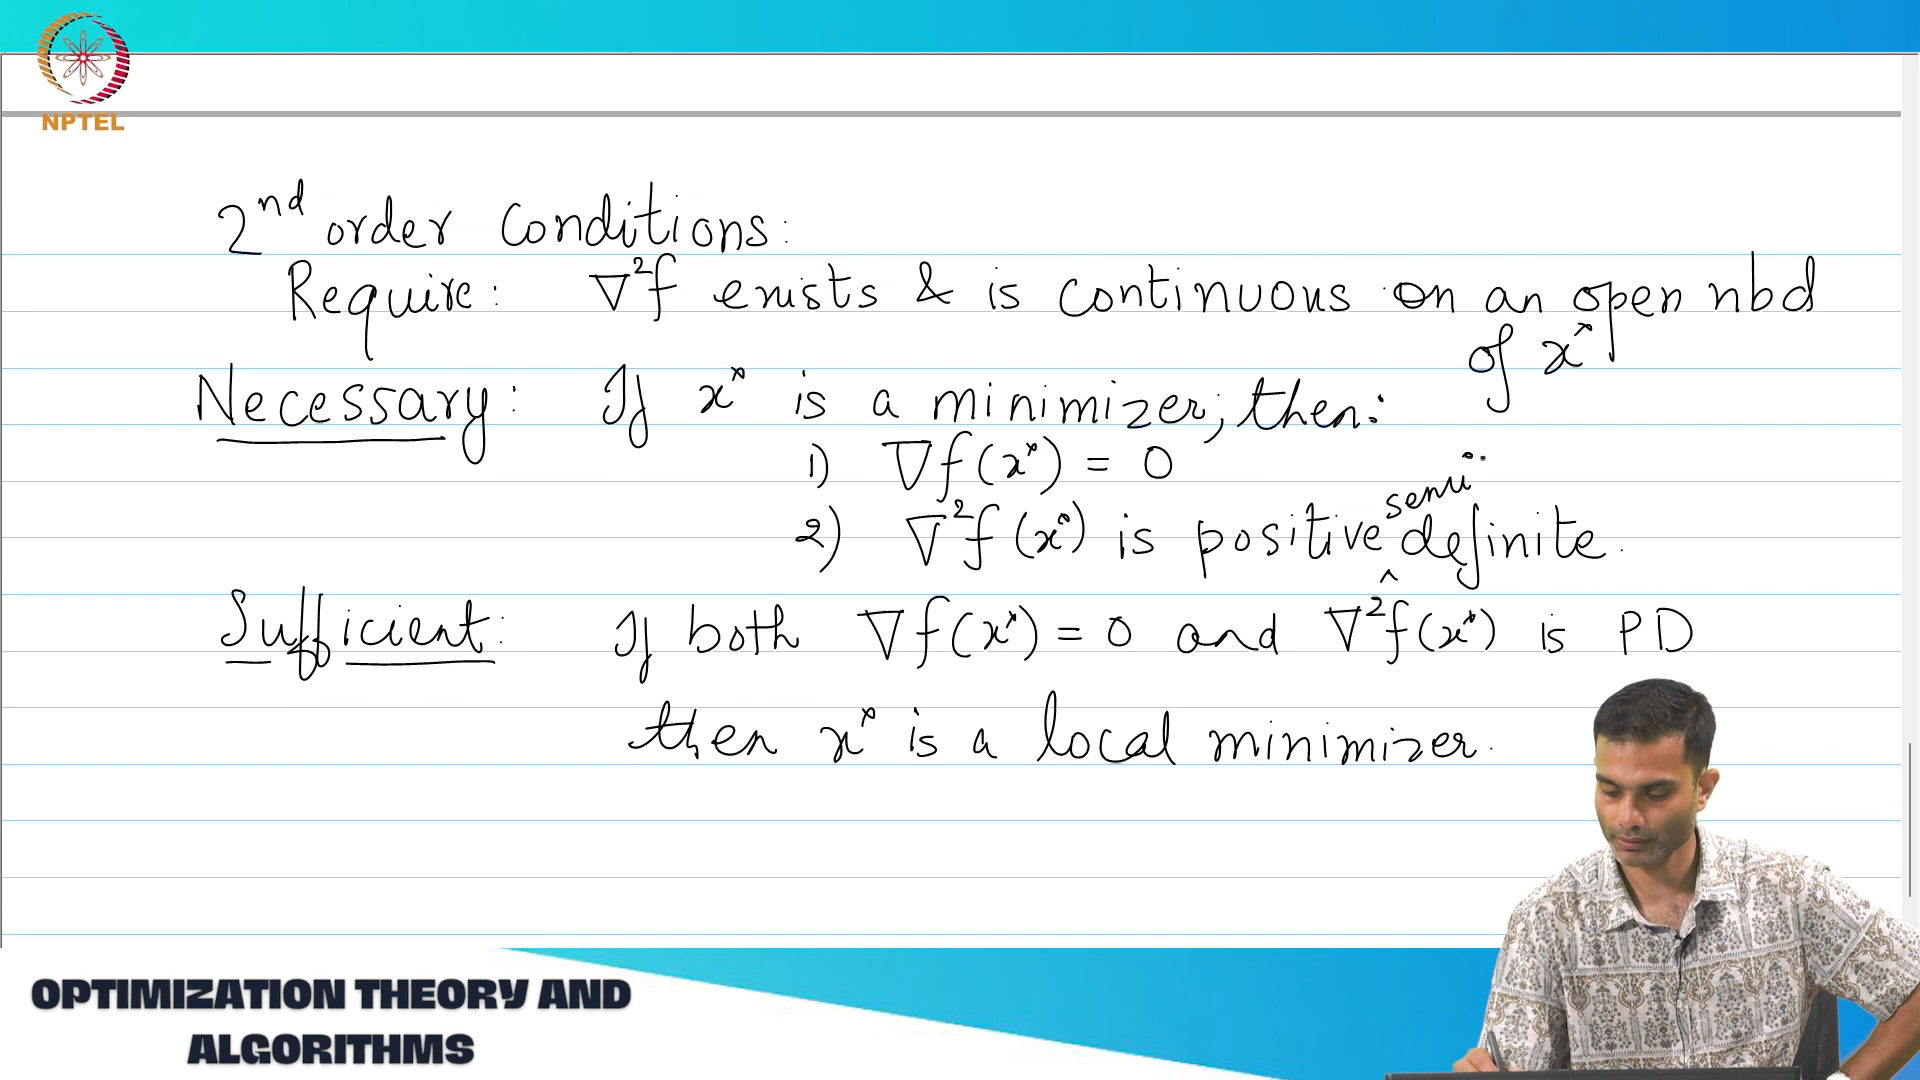 NPTEL
2nd order conditions:
Require: ∇²f exists & is continuous on an open nbd
of x*
Necessary: If x* is a minimizer, then:
1) ∇f(x*) = 0
semi
2) ∇²f(x*) is positive ^ definite.
Sufficient: If both ∇f(x*) = 0 and ∇²f(x*) is PD
then x* is a local minimizer.
OPTIMIZATION THEORY AND
ALGORITHMS